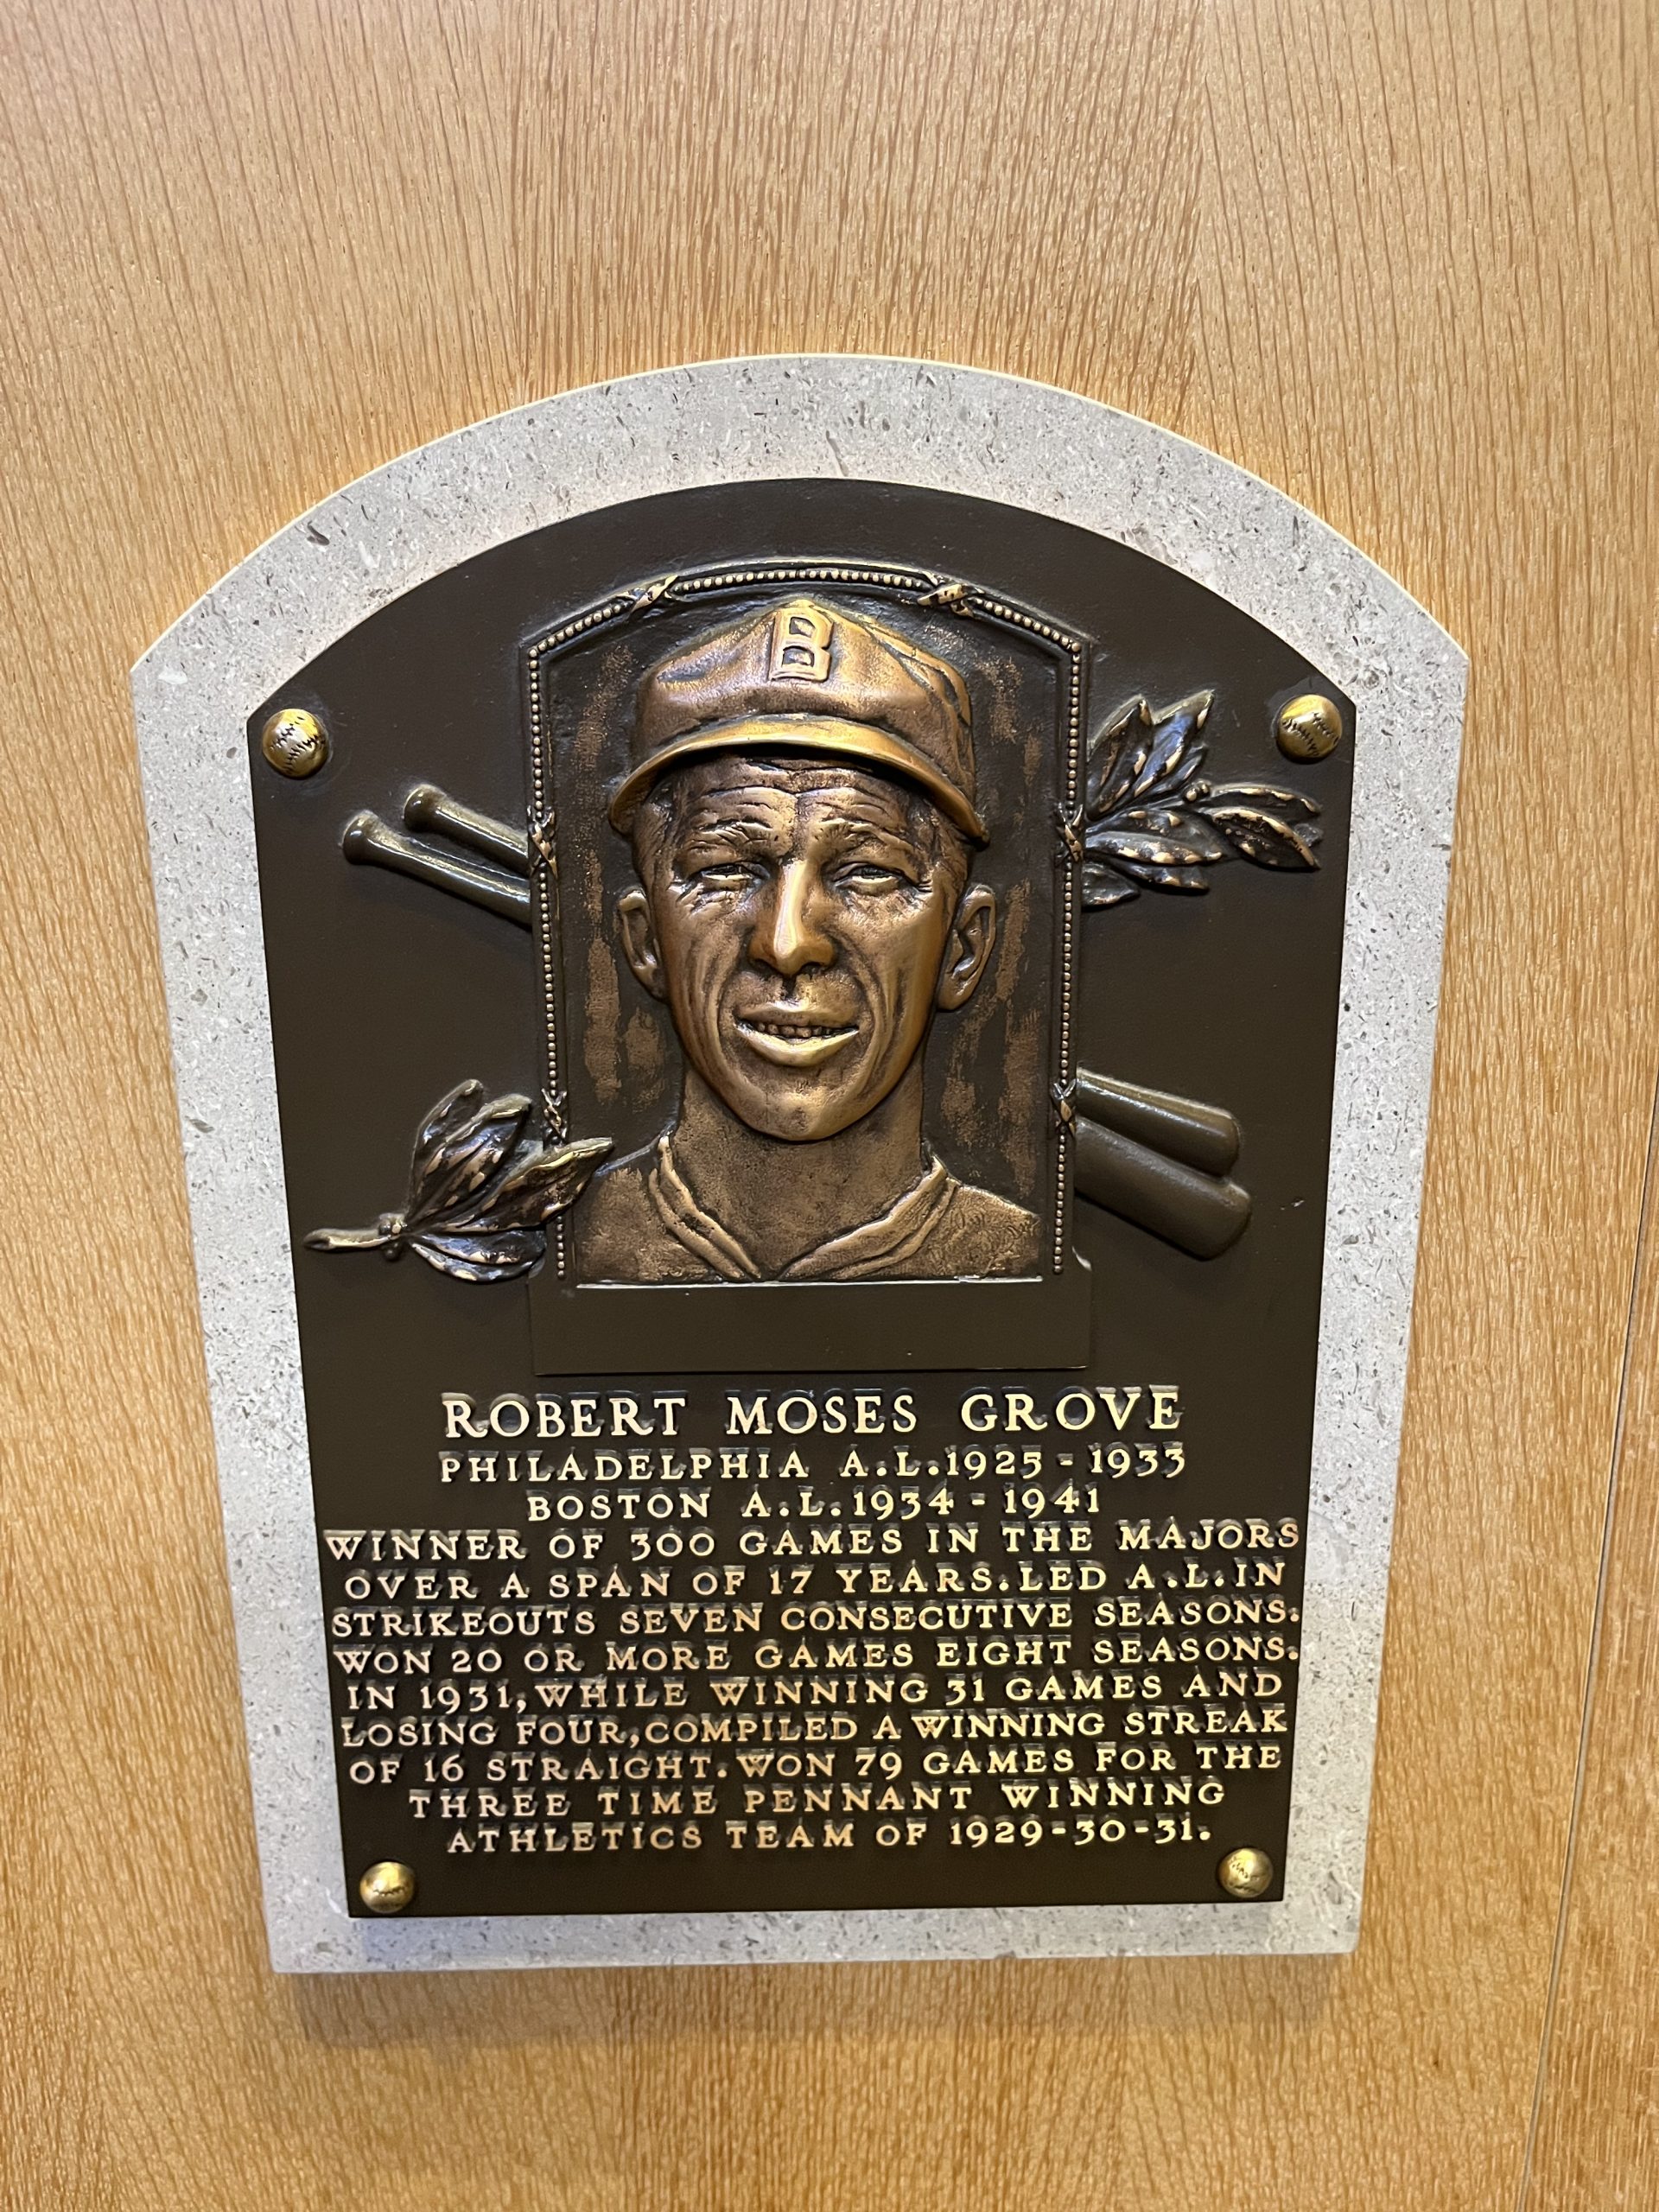 B
ROBERT MOSES GROVE
PHILADELPHIA A.L.1925-1933
BOSTON A.L.1934-1941
WINNER OF 300 GAMES IN THE MAJORS
OVER A SPAN OF 17 YEARS.LED A.L.IN
STRIKEOUTS SEVEN CONSECUTIVE SEASONS.
WON 20 OR MORE GAMES EIGHT SEASONS.
IN 1931,WHILE WINNING 31 GAMES AND
LOSING FOUR,COMPILED A WINNING STREAK
OF 16 STRAIGHT.WON 79 GAMES FOR THE
THREE TIME PENNANT WINNING
ATHLETICS TEAM OF 1929-30-31.